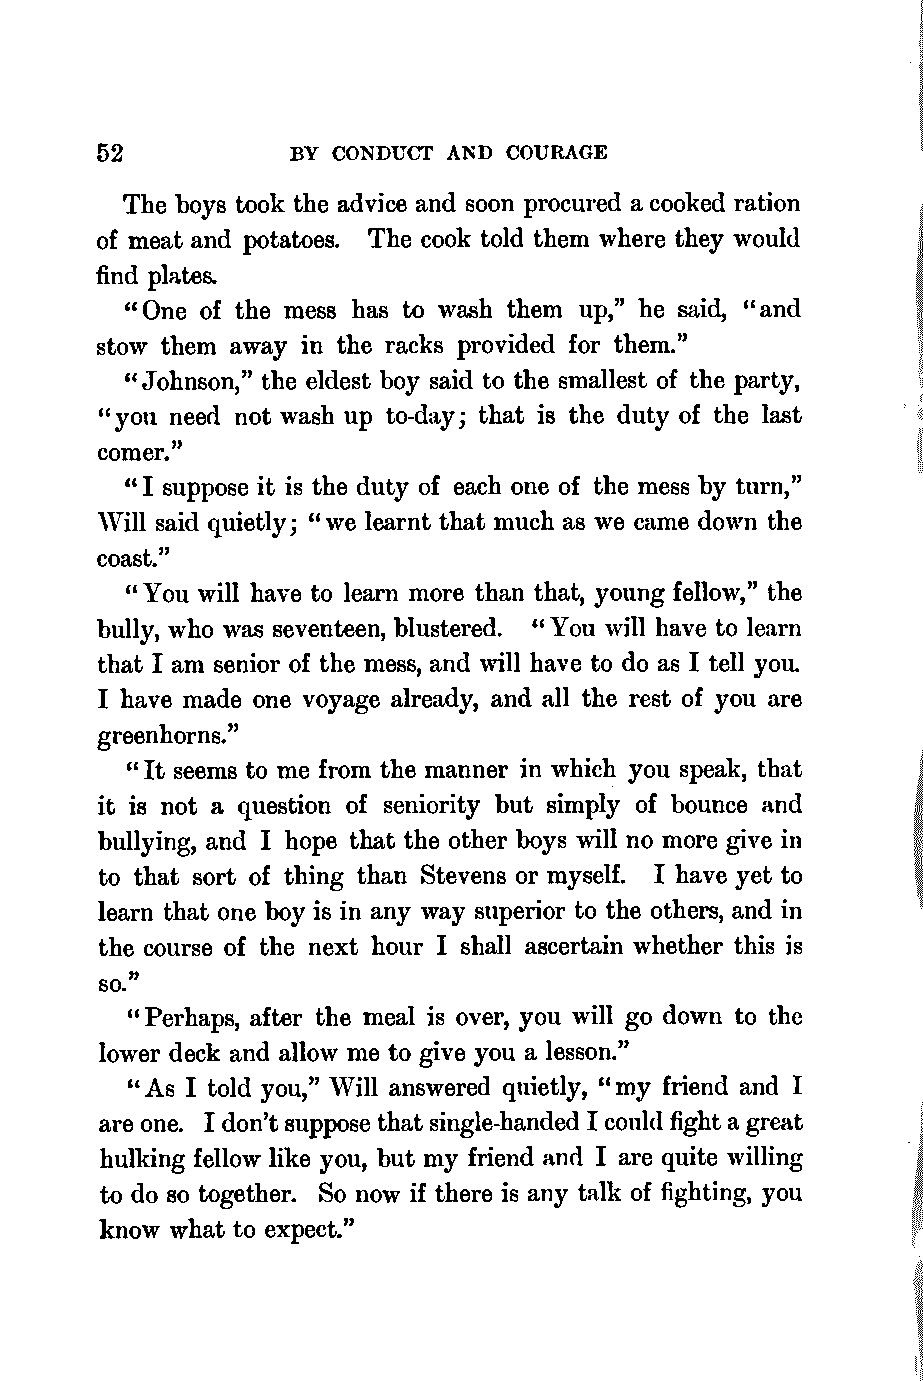 52 BY CONDUCT AND COURAGE
The boys took the advice and soon procured a cooked ration
of meat and potatoes. The cook told them where they would
find plates.
“One of the mess has to wash them up,” he said, “and
stow them away in the racks provided for them.”
“Johnson,” the eldest boy said to the smallest of the party,
“you need not wash up to-day; that is the duty of the last
comer.”
“I suppose it is the duty of each one of the mess by turn,”
Will said quietly; “we learnt that much as we came down the
coast.”
“You will have to learn more than that, young fellow,” the
bully, who was seventeen, blustered. “You will have to learn
that I am senior of the mess, and will have to do as I tell you.
I have made one voyage already, and all the rest of you are
greenhorns.”
“It seems to me from the manner in which you speak, that
it is not a question of seniority but simply of bounce and
bullying, and I hope that the other boys will no more give in
to that sort of thing than Stevens or myself. I have yet to
learn that one boy is in any way superior to the others, and in
the course of the next hour I shall ascertain whether this is
so.”
“Perhaps, after the meal is over, you will go down to the
lower deck and allow me to give you a lesson.”
“As I told you,” Will answered quietly, “my friend and I
are one. I don’t suppose that single-handed I could fight a great
hulking fellow like you, but my friend and I are quite willing
to do so together. So now if there is any talk of fighting, you
know what to expect.”